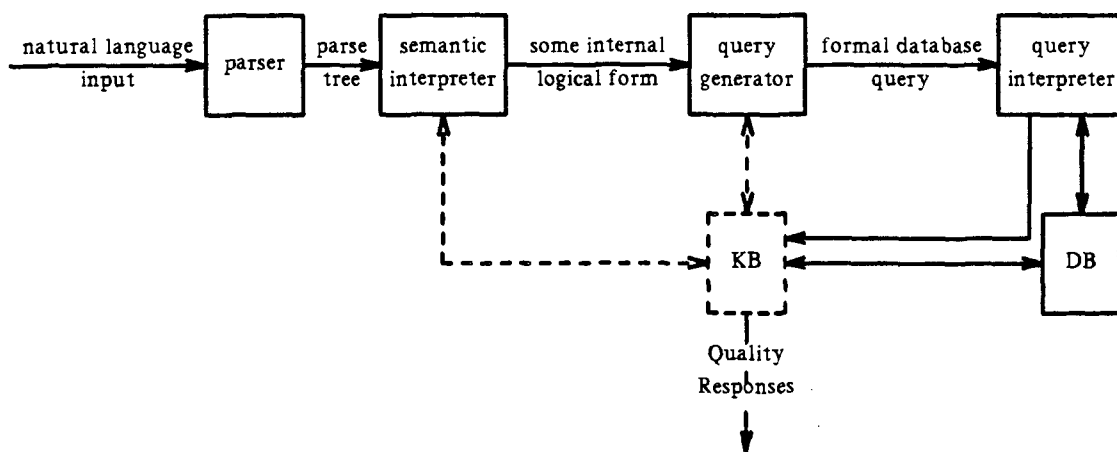 natural language
input
parser
parse
tree
semantic
interpreter
some internal
logical form
query
generator
formal database
query
query
interpreter
KB
DB
Quality
Responses